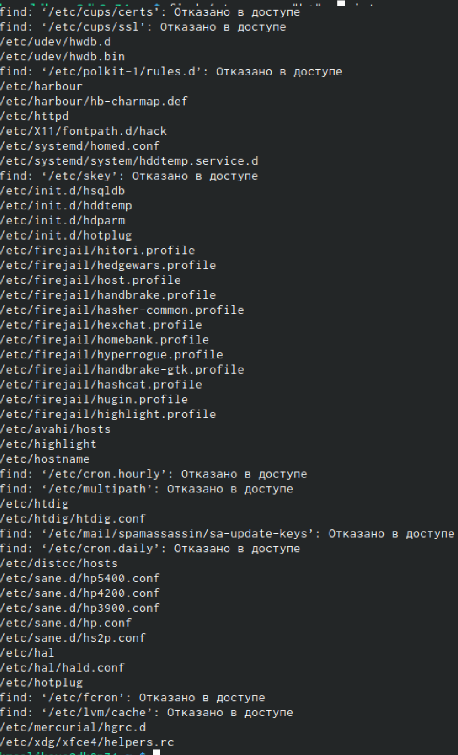 find: ‘/etc/cups/certs’: Отказано в доступе
find: ‘/etc/cups/ssl’: Отказано в доступе
/etc/udev/hwdb.d
/etc/udev/hwdb.bin
find: ‘/etc/polkit-1/rules.d’: Отказано в доступе
/etc/harbour
/etc/harbour/hb-charmap.def
/etc/httpd
/etc/X11/fontpath.d/hack
/etc/systemd/homed.conf
/etc/systemd/system/hddtemp.service.d
find: ‘/etc/skey’: Отказано в доступе
/etc/init.d/hsqldb
/etc/init.d/hddtemp
/etc/init.d/hdparm
/etc/init.d/hotplug
/etc/firejail/hitori.profile
/etc/firejail/hedgewars.profile
/etc/firejail/host.profile
/etc/firejail/handbrake.profile
/etc/firejail/hasher-common.profile
/etc/firejail/hexchat.profile
/etc/firejail/homebank.profile
/etc/firejail/hyperrogue.profile
/etc/firejail/handbrake-gtk.profile
/etc/firejail/hashcat.profile
/etc/firejail/hugin.profile
/etc/firejail/highlight.profile
/etc/avahi/hosts
/etc/highlight
/etc/hostname
find: ‘/etc/cron.hourly’: Отказано в доступе
find: ‘/etc/multipath’: Отказано в доступе
/etc/htdig
/etc/htdig/htdig.conf
find: ‘/etc/mail/spamassassin/sa-update-keys’: Отказано в доступе
find: ‘/etc/cron.daily’: Отказано в доступе
/etc/distcc/hosts
/etc/sane.d/hp5400.conf
/etc/sane.d/hp4200.conf
/etc/sane.d/hp3900.conf
/etc/sane.d/hp.conf
/etc/sane.d/hs2p.conf
/etc/hal
/etc/hal/hald.conf
/etc/hotplug
find: ‘/etc/fcron’: Отказано в доступе
find: ‘/etc/lvm/cache’: Отказано в доступе
/etc/mercurial/hgrc.d
/etc/xdg/xfce4/helpers.rc